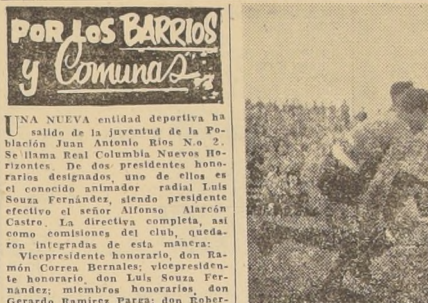 POR LOS BARRIOS
y Comunas
UNA NUEVA entidad deportiva ha
salido de la juventud de la Po-
blación Juan Antonio Ríos N.o 2.
Se llama Real Columbia Nuevos Ho-
rizontes. De dos presidentes hono-
rarios designados, uno de ellos es
el conocido animador radial Luis
Souza Fernández, siendo presidente
efectivo el señor Alfonso Alarcón
Castro. La directiva completa, así
como comisiones del club, queda-
ron integradas de esta manera:
Vicepresidente honorario, don Ra-
món Correa Bernales; vicepresiden-
te honorario, don Luis Souza Fer-
nández; miembros honorarios, don
Gerardo Ramírez Parga; don Rober-